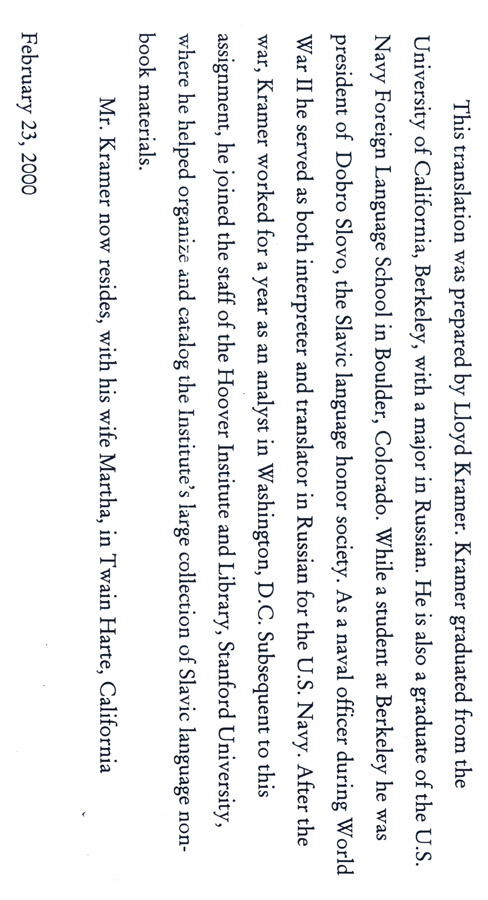 This translation was prepared by Lloyd Kramer. Kramer graduated from the
University of California, Berkeley, with a major in Russian. He is also a graduate of the U.S.
Navy Foreign Language School in Boulder, Colorado. While a student at Berkeley he was
president of Dobro Slovo, the Slavic language honor society. As a naval officer during World
War II he served as both interpreter and translator in Russian for the U.S. Navy. After the
war, Kramer worked for a year as an analyst in Washington, D.C. Subsequent to this
assignment, he joined the staff of the Hoover Institute and Library, Stanford University,
where he helped organize and catalog the Institute's large collection of Slavic language non-
book materials.
Mr. Kramer now resides, with his wife Martha, in Twain Harte, California
February 23, 2000